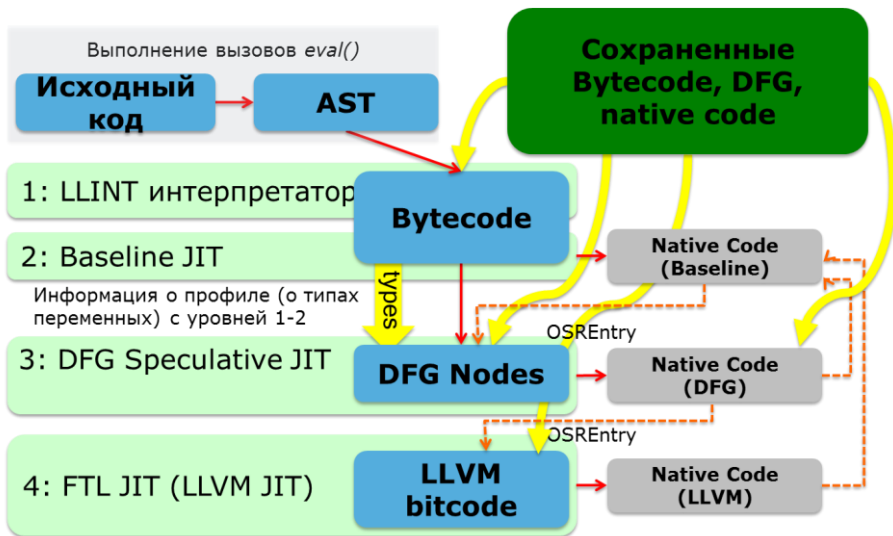 Выполнение вызовов eval()
Исходный
код
AST
Сохраненные
Bytecode, DFG,
native code
1: LLINT интерпретатор
Bytecode
2: Baseline JIT
Native Code
(Baseline)
types
Информация о профиле (о типах
переменных) с уровней 1-2
OSREntry
3: DFG Speculative JIT
DFG Nodes
Native Code
(DFG)
OSREntry
4: FTL JIT (LLVM JIT)
LLVM
bitcode
Native Code
(LLVM)